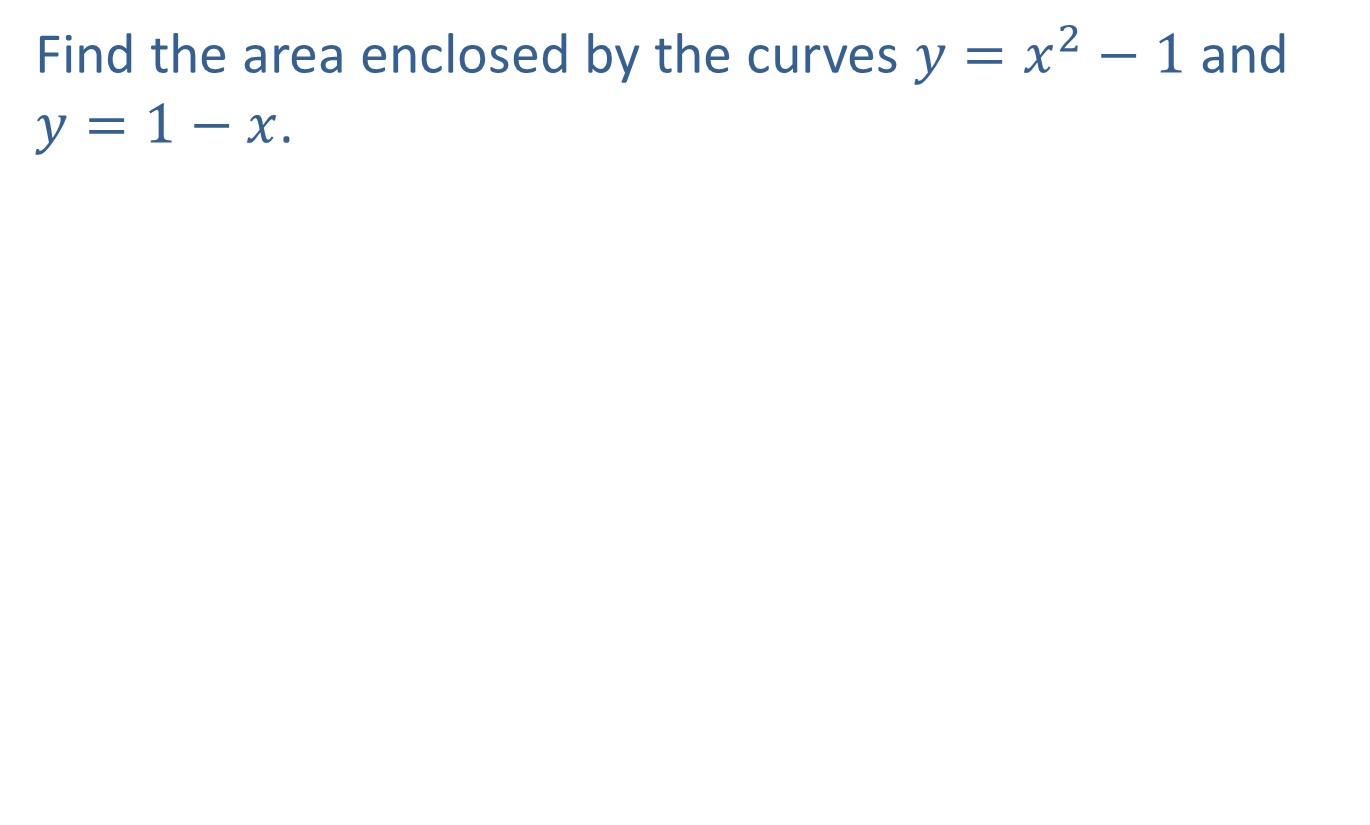 Find the area enclosed by the curves 𝑦 = 𝑥² − 1 and
𝑦 = 1 − 𝑥.